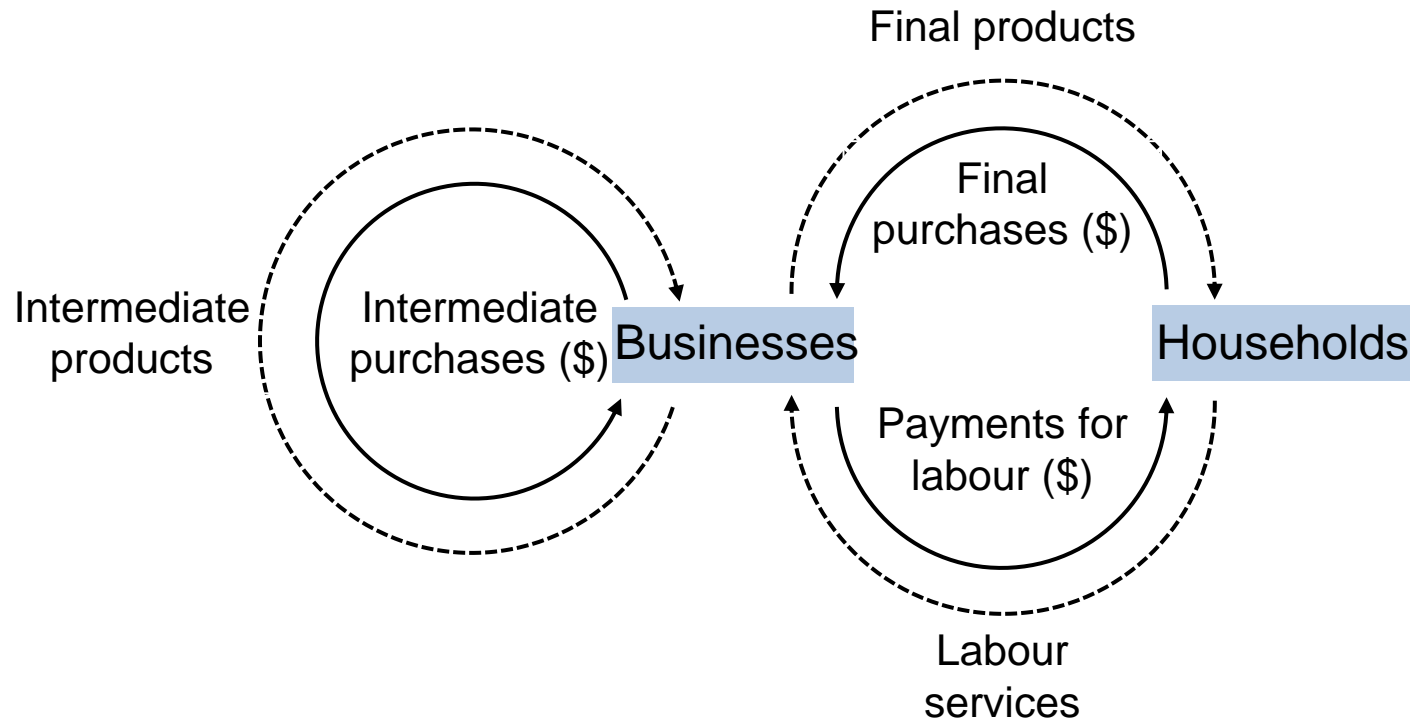 Final products
Final
purchases ($)
Intermediate
products
Intermediate
purchases ($)
Businesses
Households
Payments for
labour ($)
Labour
services